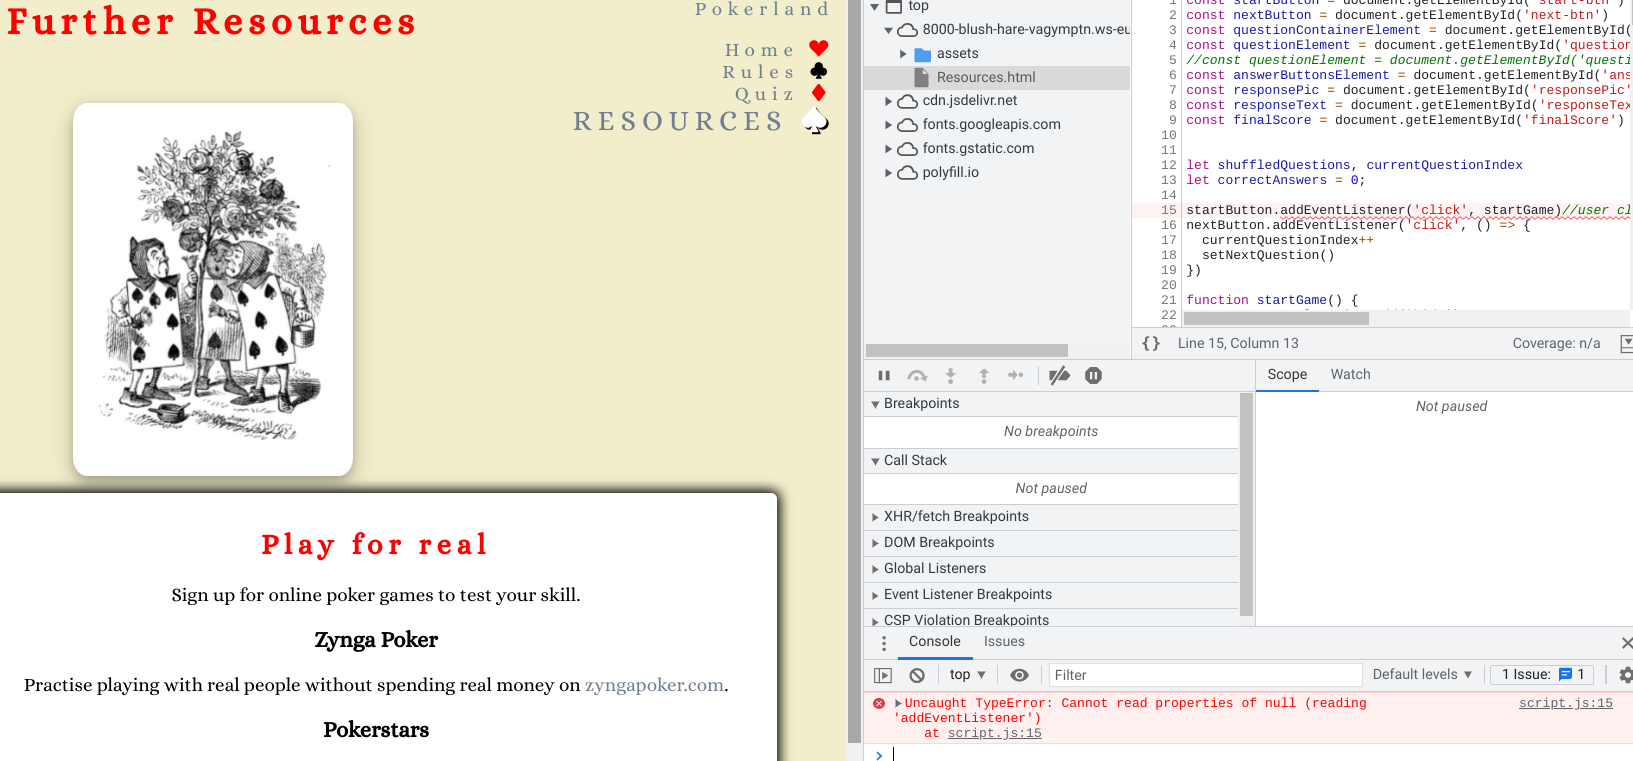 Further Resources
Pokerland
Home
Rules
Quiz
RESOURCES
Play for real
Sign up for online poker games to test your skill.
Zynga Poker
Practise playing with real people without spending real money on zyngapoker.com.
Pokerstars
top
8000-blush-hare-vagymptn.ws-eu
assets
Resources.html
cdn.jsdelivr.net
fonts.googleapis.com
fonts.gstatic.com
polyfill.io
1 const startButton = document.getElementById('start-btn')
2 const nextButton = document.getElementById('next-btn')
3 const questionContainerElement = document.getElementById(
4 const questionElement = document.getElementById('question
5 //const questionElement = document.getElementById('questi
6 const answerButtonsElement = document.getElementById('ans
7 const responsePic = document.getElementById('responsePic'
8 const responseText = document.getElementById('responseTex
9 const finalScore = document.getElementById('finalScore')
10
11
12 let shuffledQuestions, currentQuestionIndex
13 let correctAnswers = 0;
14
15 startButton.addEventListener('click', startGame)//user cl
16 nextButton.addEventListener('click', () => {
17 currentQuestionIndex++
18 setNextQuestion()
19 })
20
21 function startGame() {
22
{} Line 15, Column 13 Coverage: n/a
Scope Watch
Not paused
Breakpoints
No breakpoints
Call Stack
Not paused
XHR/fetch Breakpoints
DOM Breakpoints
Global Listeners
Event Listener Breakpoints
CSP Violation Breakpoints
Console Issues
top Filter Default levels 1 Issue: 1
Uncaught TypeError: Cannot read properties of null (reading script.js:15
'addEventListener')
at script.js:15